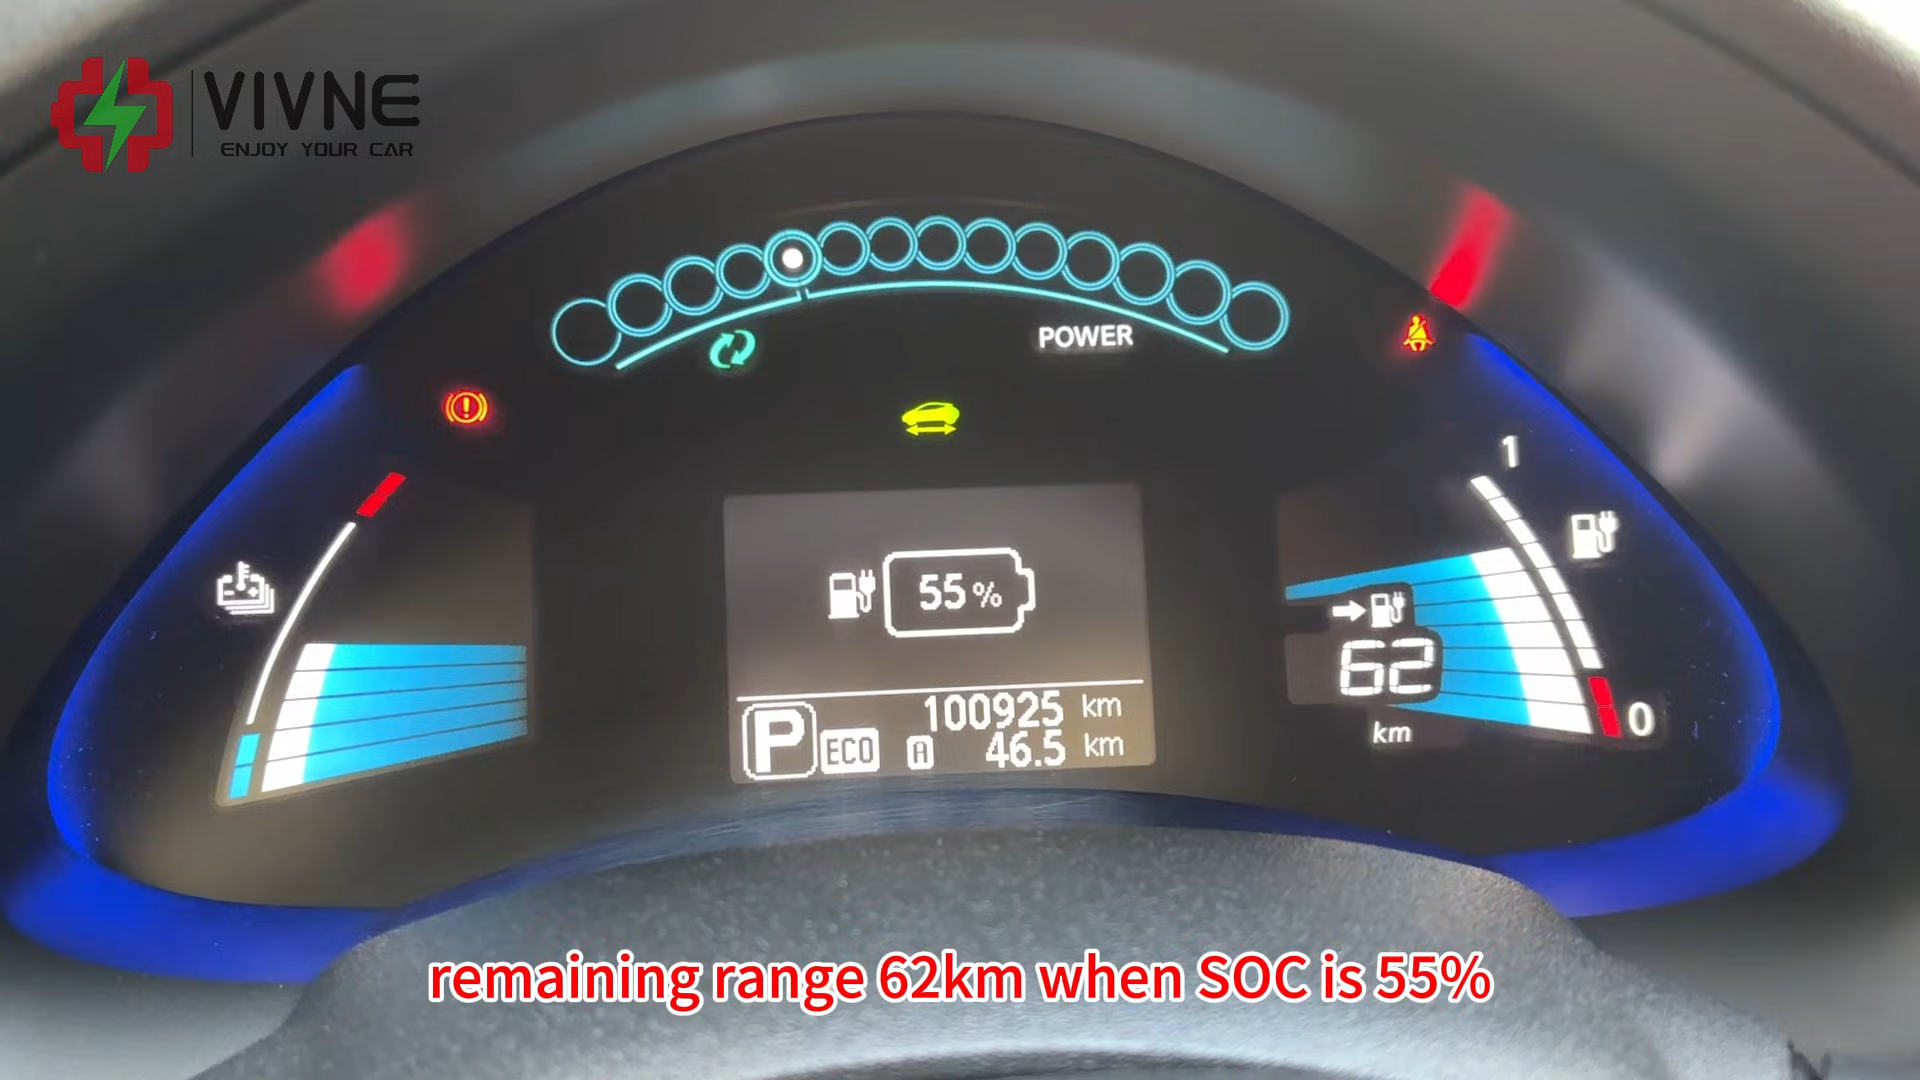 VIVNE
ENJOY YOUR CAR
POWER
1
55 %
62
km
0
100925 km
P ECO A 46.5 km
remaining range 62km when SOC is 55%